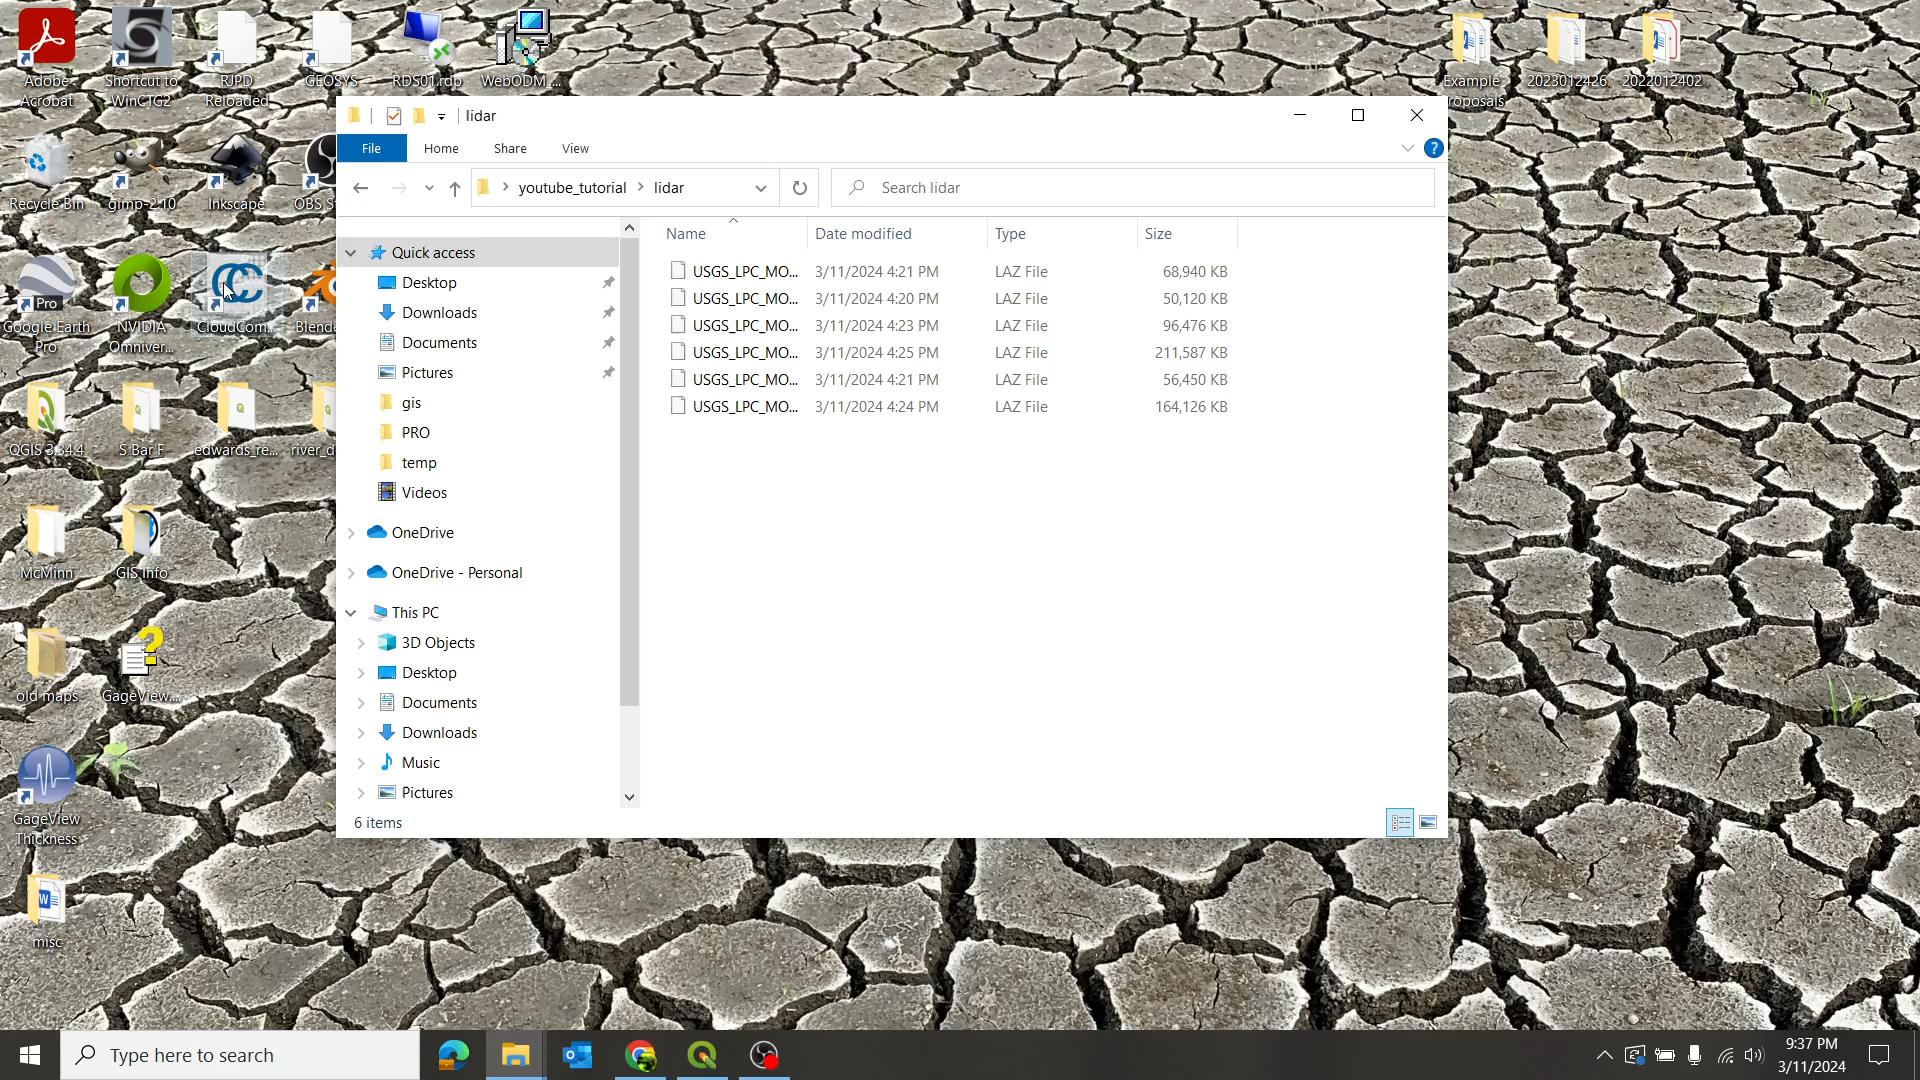 Adobe
Acrobat
Shortcut to
WinCTG2
RJPD
Reloaded
GEOSYS
RDS01.rdp
WebODM ...
Example
roposals
2023012426
2022012402
lidar
File
Home
Share
View
?
youtube_tutorial
lidar
Search lidar
Recycle Bin
gimp-2.10
Inkscape
OBS S
Name
Date modified
Type
Size
Quick access
Desktop
Downloads
Documents
Pictures
gis
PRO
temp
Videos
OneDrive
OneDrive - Personal
This PC
3D Objects
Desktop
Documents
Downloads
Music
Pictures
USGS_LPC_MO... 3/11/2024 4:21 PM LAZ File 68,940 KB
USGS_LPC_MO... 3/11/2024 4:20 PM LAZ File 50,120 KB
USGS_LPC_MO... 3/11/2024 4:23 PM LAZ File 96,476 KB
USGS_LPC_MO... 3/11/2024 4:25 PM LAZ File 211,587 KB
USGS_LPC_MO... 3/11/2024 4:21 PM LAZ File 56,450 KB
USGS_LPC_MO... 3/11/2024 4:24 PM LAZ File 164,126 KB
6 items
Pro
Google Earth
Pro
NVIDIA
Omniver...
CloudCom...
Blende
QGIS 3.34.4
S Bar F
edwards_re...
river_d
McMinn
GIS Info
old maps
GageView...
GageView
Thickness
misc
Type here to search
9:37 PM
3/11/2024